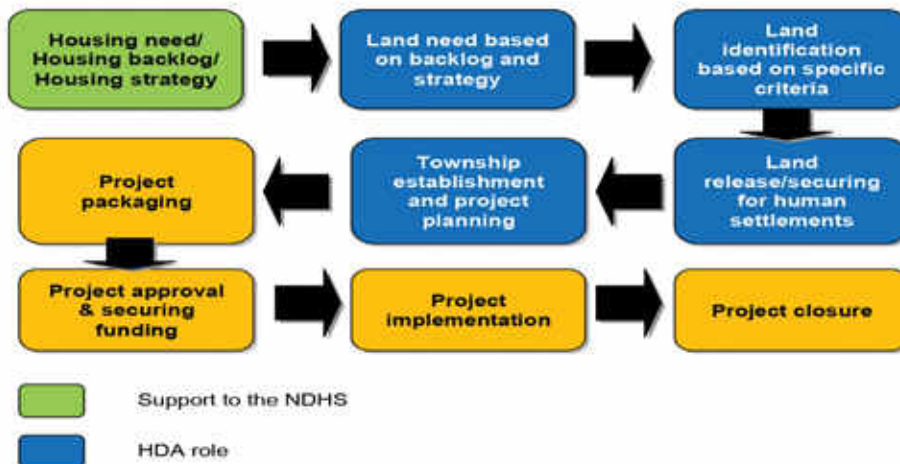 Housing need/
Housing backlog/
Housing strategy
Land need based
on backlog and
strategy
Land
identification
based on specific
criteria
Project
packaging
Township
establishment
and project
planning
Land
release/securing
for human
settlements
Project approval
& securing
funding
Project
implementation
Project closure
Support to the NDHS
HDA role